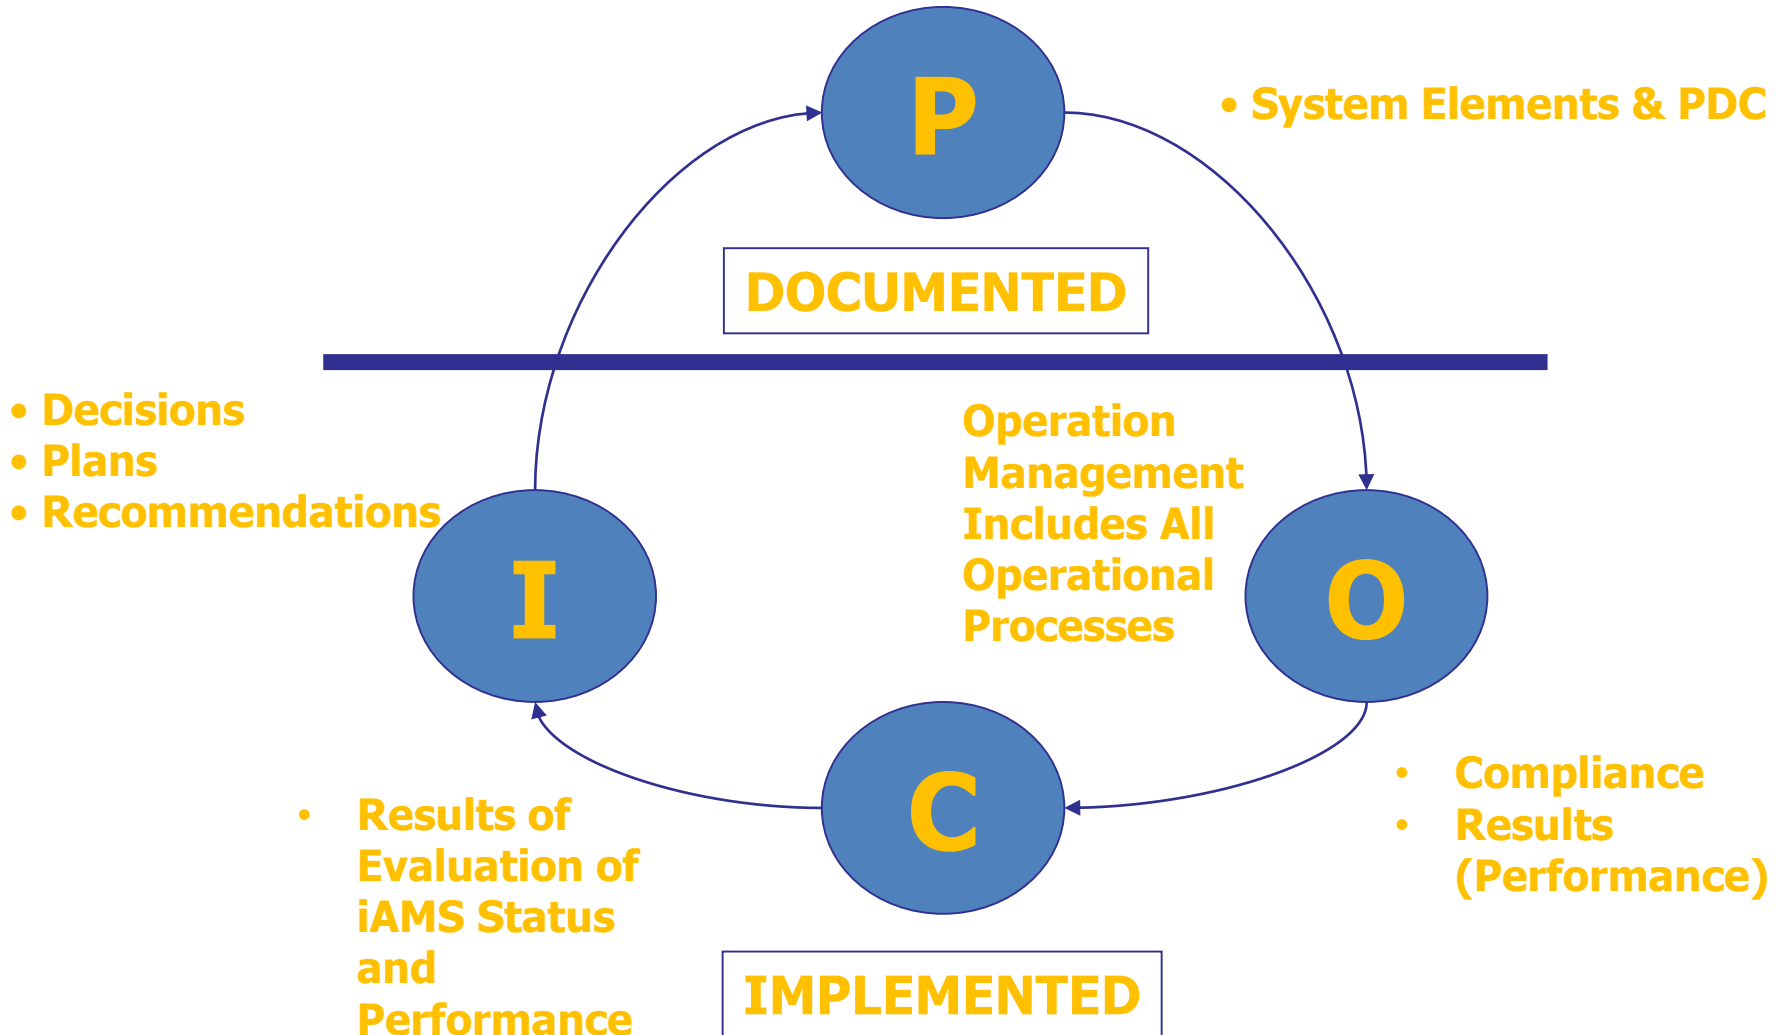 P
• System Elements & PDC
DOCUMENTED
• Decisions
• Plans
• Recommendations
Operation
Management
Includes All
Operational
Processes
I
O
C
• Compliance
• Results
(Performance)
• Results of
Evaluation of
iAMS Status
and
Performance
IMPLEMENTED